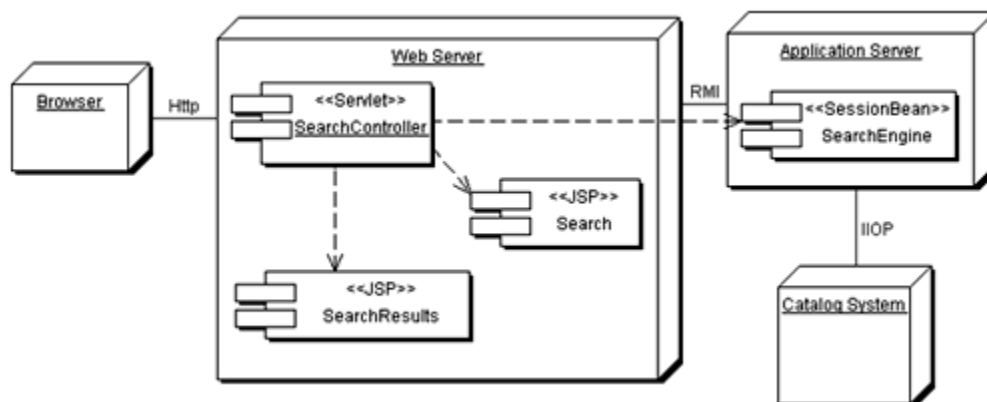 Browser
Http
Web Server
<<Servlet>>
SearchController
<<JSP>>
Search
<<JSP>>
SearchResults
RMI
Application Server
<<SessionBean>>
SearchEngine
IIOP
Catalog System